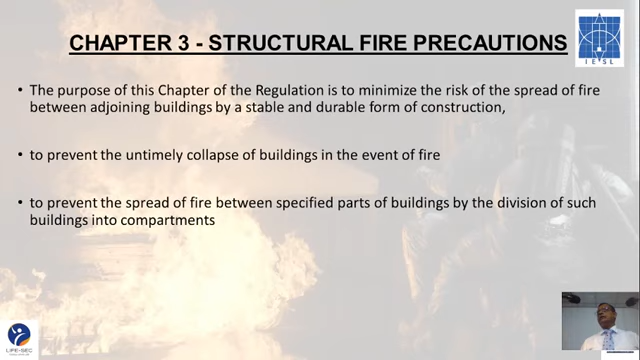 CHAPTER 3 - STRUCTURAL FIRE PRECAUTIONS
IESL
• The purpose of this Chapter of the Regulation is to minimize the risk of the spread of fire
between adjoining buildings by a stable and durable form of construction,
• to prevent the untimely collapse of buildings in the event of fire
• to prevent the spread of fire between specified parts of buildings by the division of such
buildings into compartments
LIFE-SEC